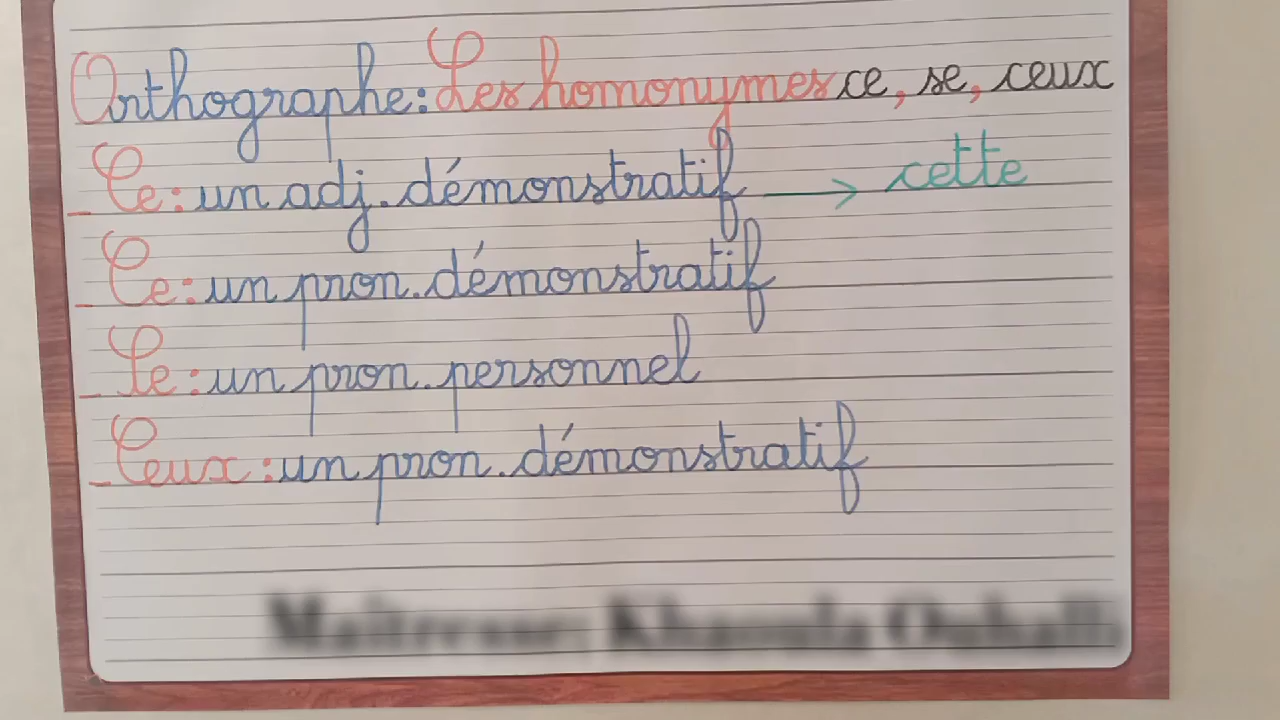 Orthographe: Les homonymes ce, se, ceux
_ Ce: un adj. démonstratif → cette
_ Ce: un pron. démonstratif
_ Se: un pron. personnel
_ Ceux: un pron. démonstratif